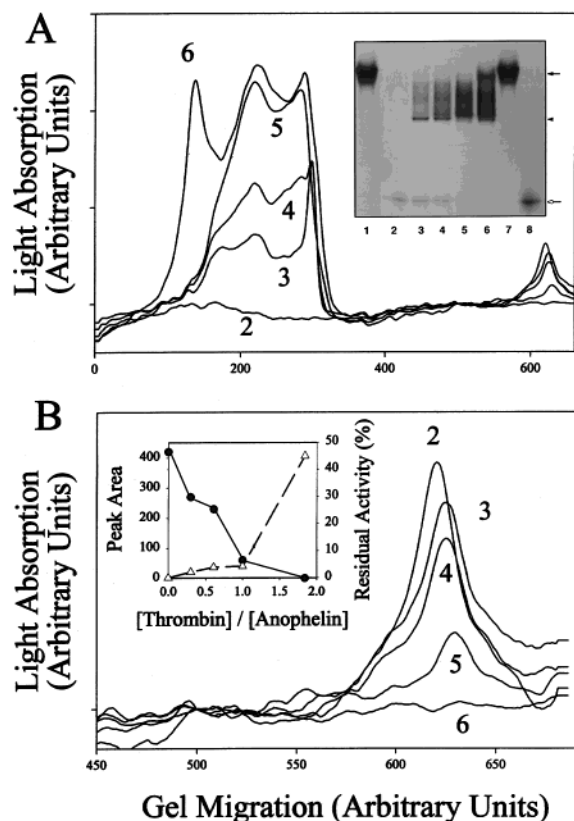 A
Light Absorption
(Arbitrary Units)
6
5
4
3
2
1 2 3 4 5 6 7 8
0 200 400 600
B
Light Absorption
(Arbitrary Units)
Peak Area
400
300
200
100
0
50
40
30
20
10
0
Residual Activity (%)
0.0 0.5 1.0 1.5 2.0
[Thrombin] / [Anophelin]
2
3
4
5
6
450 500 550 600 650
Gel Migration (Arbitrary Units)